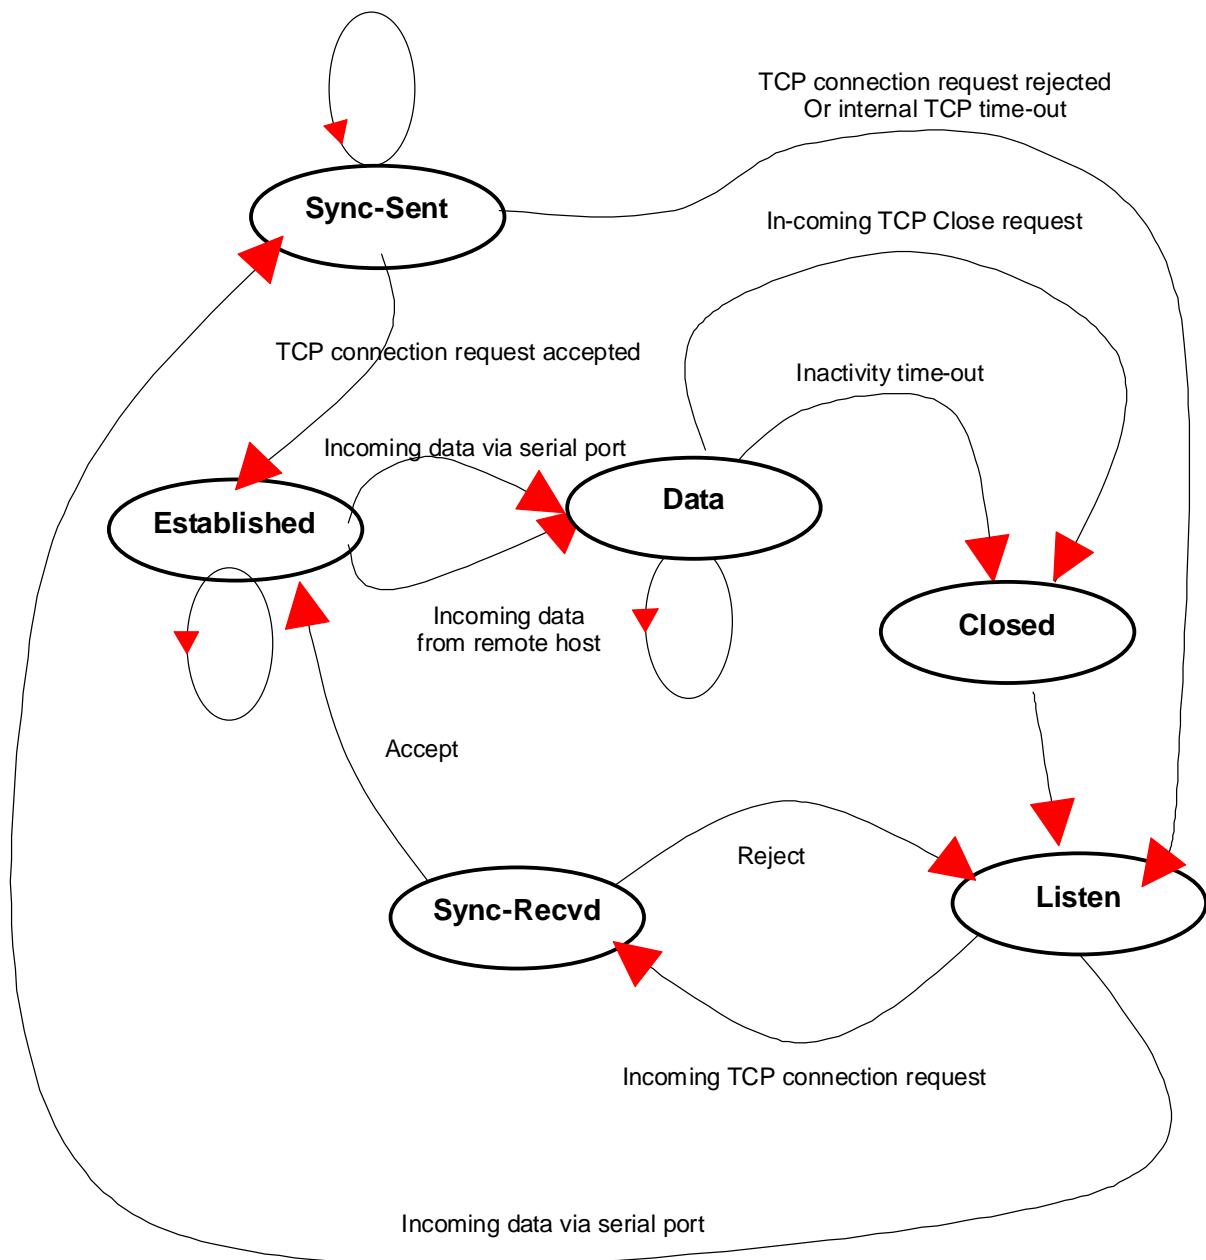 TCP connection request rejected
Or internal TCP time-out
Sync-Sent
In-coming TCP Close request
TCP connection request accepted
Inactivity time-out
Incoming data via serial port
Data
Established
Incoming data
from remote host
Closed
Accept
Reject
Listen
Sync-Recvd
Incoming TCP connection request
Incoming data via serial port